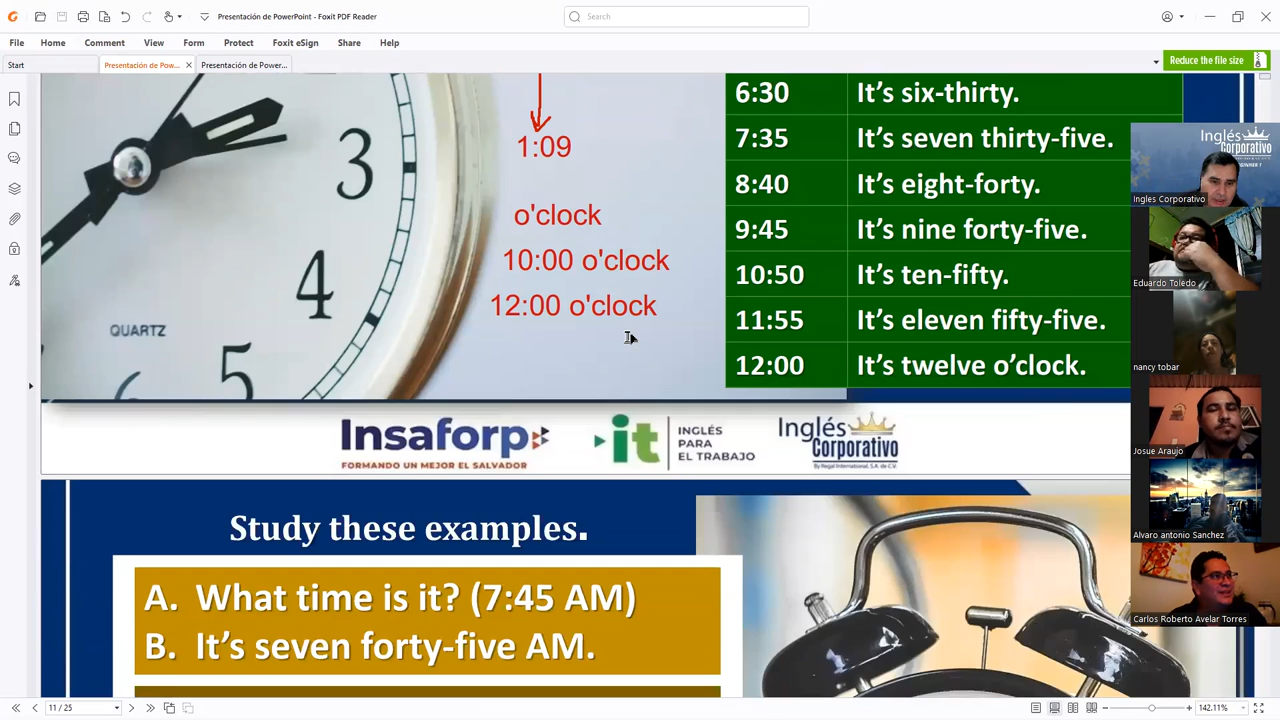 Presentación de PowerPoint - Foxit PDF Reader
Search
File Home Comment View Form Protect Foxit eSign Share Help
Reduce the file size
Start Presentación de Pow... Presentación de Power...
3
4
5
6
QUARTZ
1:09
o'clock
10:00 o'clock
12:00 o'clock
6:30 It's six-thirty.
7:35 It's seven thirty-five.
8:40 It's eight-forty.
9:45 It's nine forty-five.
10:50 It's ten-fifty.
11:55 It's eleven fifty-five.
12:00 It's twelve o'clock.
Inglés
Corporativo
Ingles Corporativo
Eduardo Toledo
nancy tobar
Josue Araujo
Alvaro antonio Sanchez
Carlos Roberto Avelar Torres
Insaforp
FORMANDO UN MEJOR EL SALVADOR
it
INGLÉS
PARA
EL TRABAJO
Inglés
Corporativo
By Regal International, S.A. de C.V.
Study these examples.
A. What time is it? (7:45 AM)
B. It's seven forty-five AM.
11 / 25
142.11%